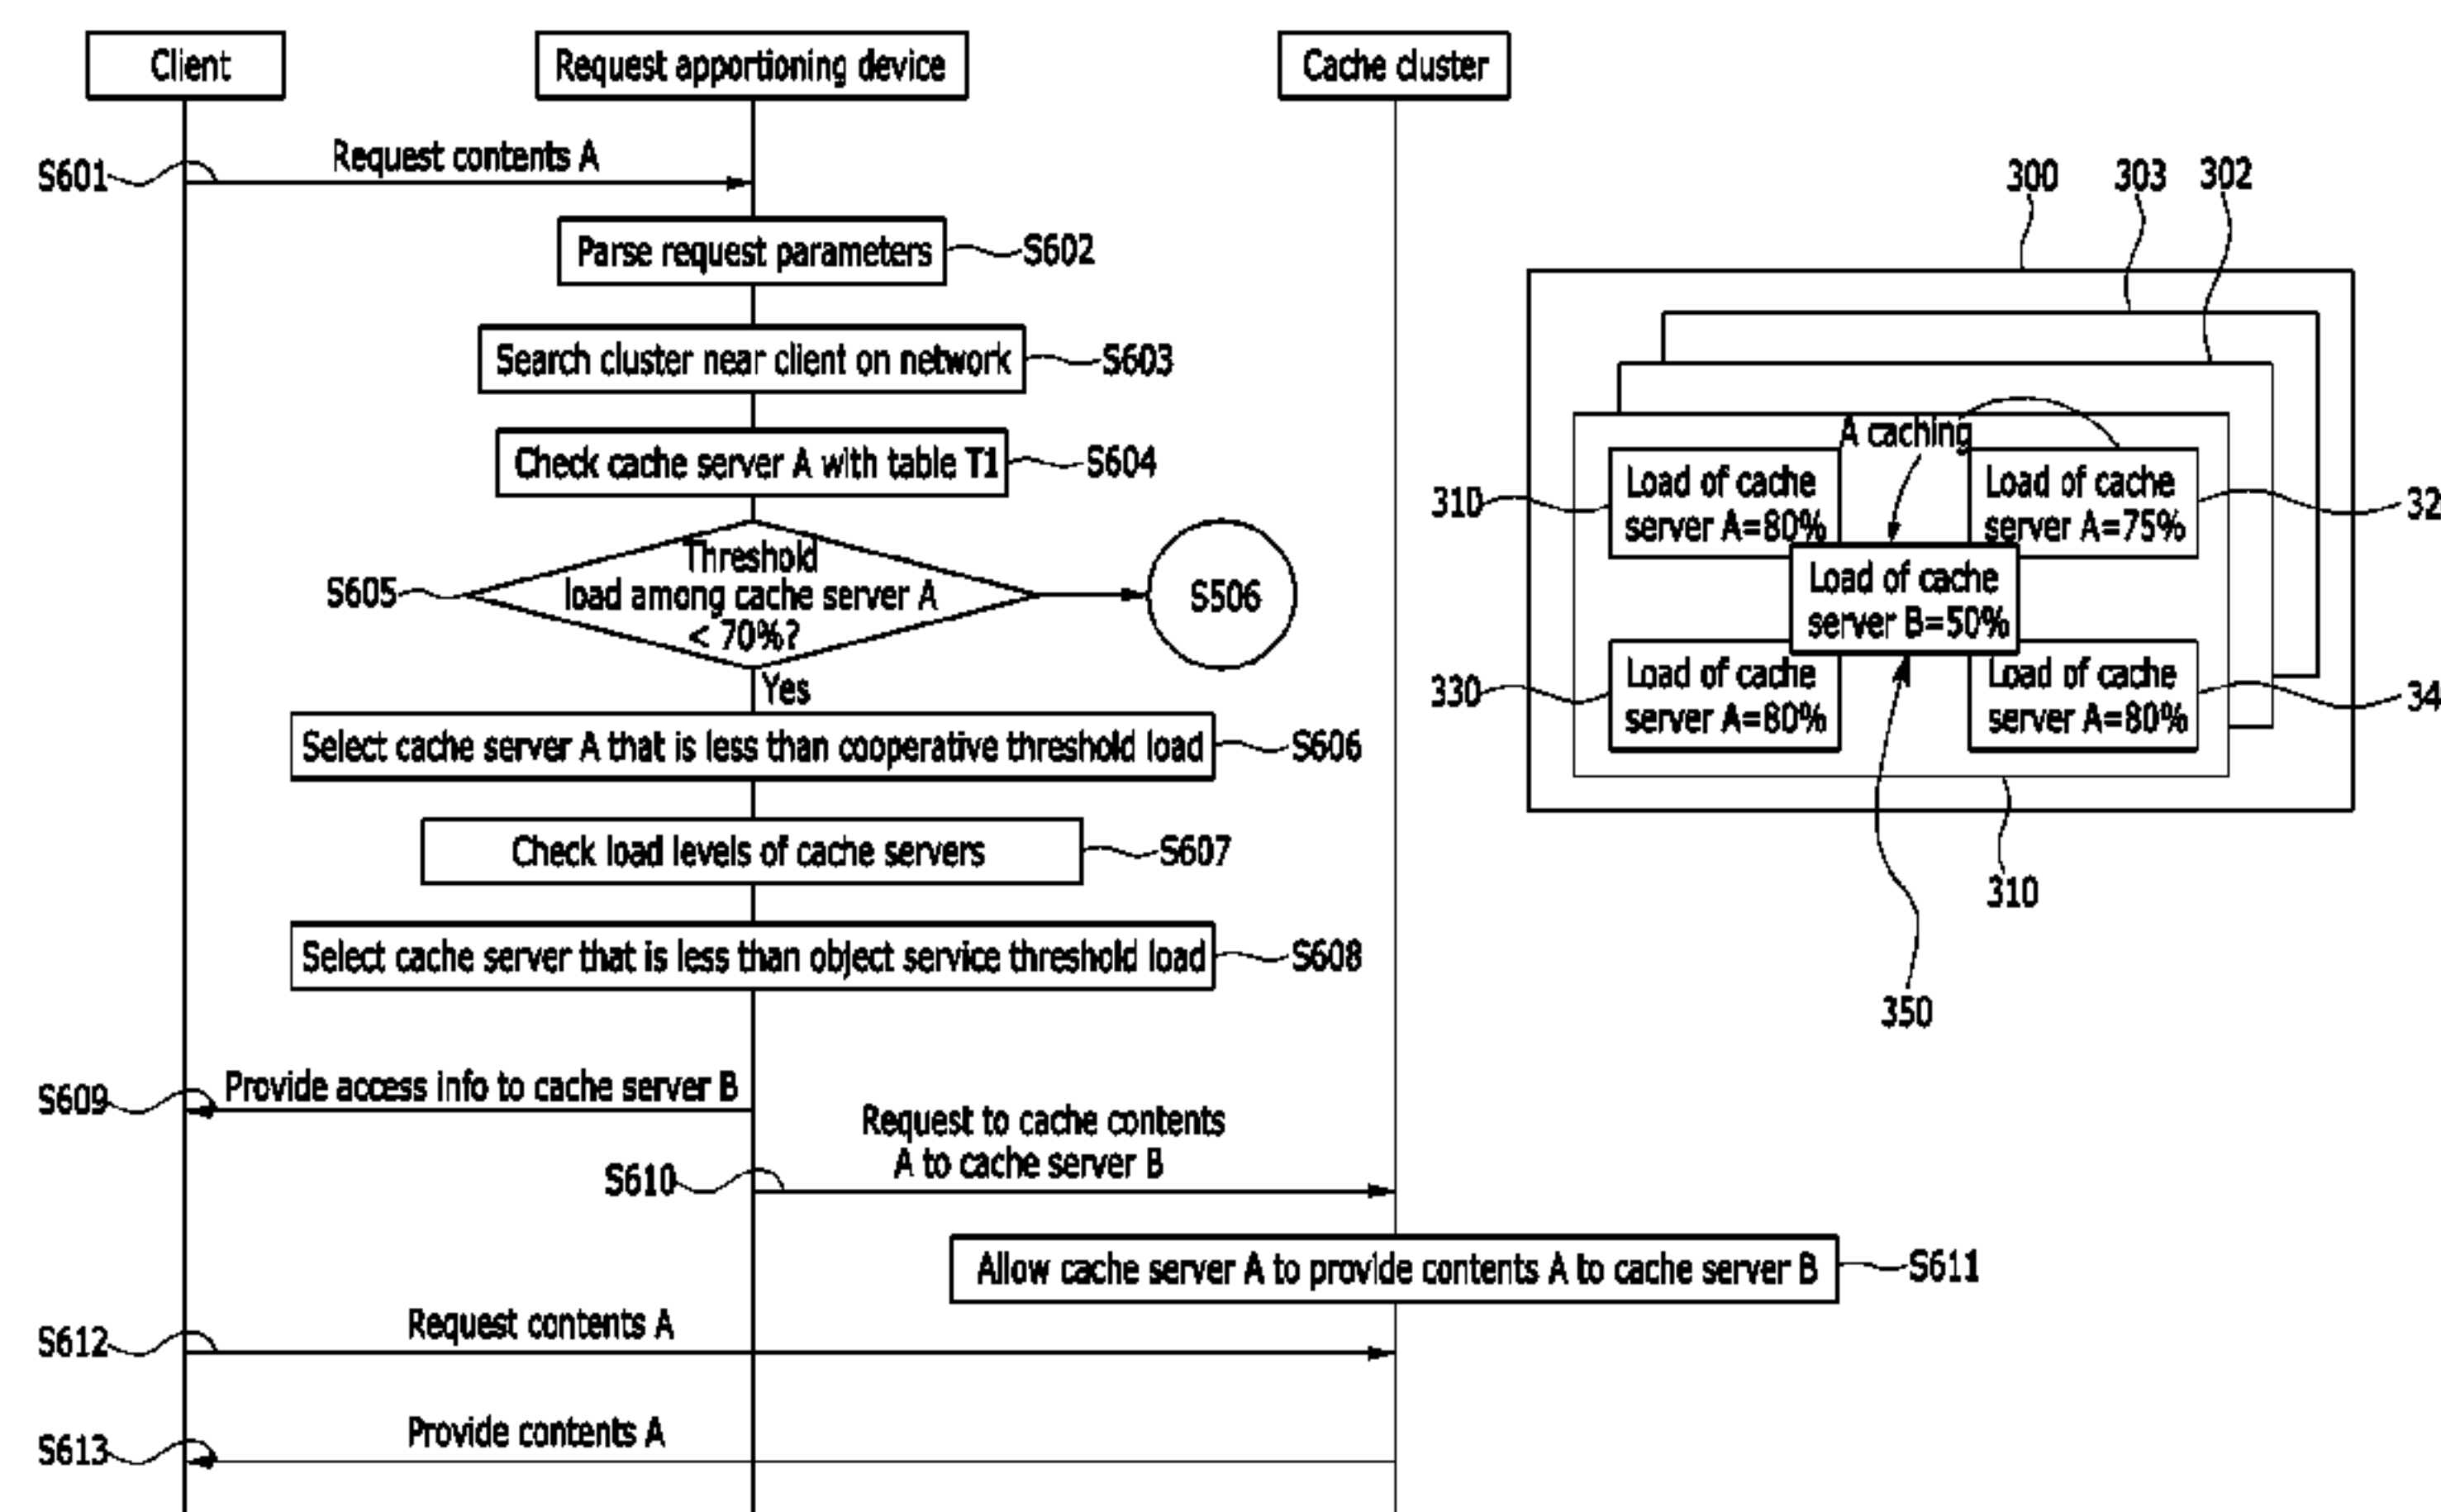 Client
Request apportioning device
Cache cluster
S601
Request contents A
Parse request parameters
S602
Search cluster near client on network
S603
Check cache server A with table T1
S604
S605
Threshold
load among cache server A
< 70%?
S506
Yes
Select cache server A that is less than cooperative threshold load
S606
Check load levels of cache servers
S607
Select cache server that is less than object service threshold load
S608
S609
Provide access info to cache server B
S610
Request to cache contents
A to cache server B
Allow cache server A to provide contents A to cache server B
S611
S612
Request contents A
S613
Provide contents A
300
303
302
A caching
310
Load of cache
server A=80%
Load of cache
server A=75%
32
Load of cache
server B=50%
330
Load of cache
server A=80%
Load of cache
server A=80%
34
310
350